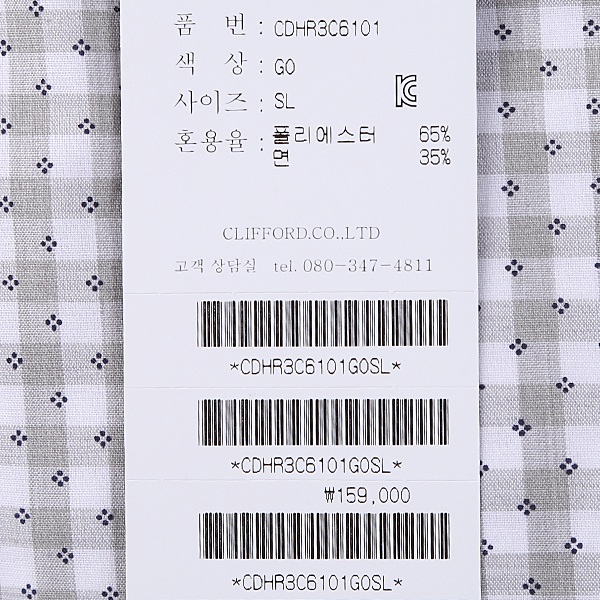 품 번 : CDHR3C6101
색 상 : GO
사이즈 : SL
혼용율 : 폴리에스터 65%
면 35%
CLIFFORD.CO.,LTD
고객 상담실 tel. 080-347-4811
*CDHR3C6101GOSL*
*CDHR3C6101GOSL*
₩159,000
*CDHR3C6101GOSL*